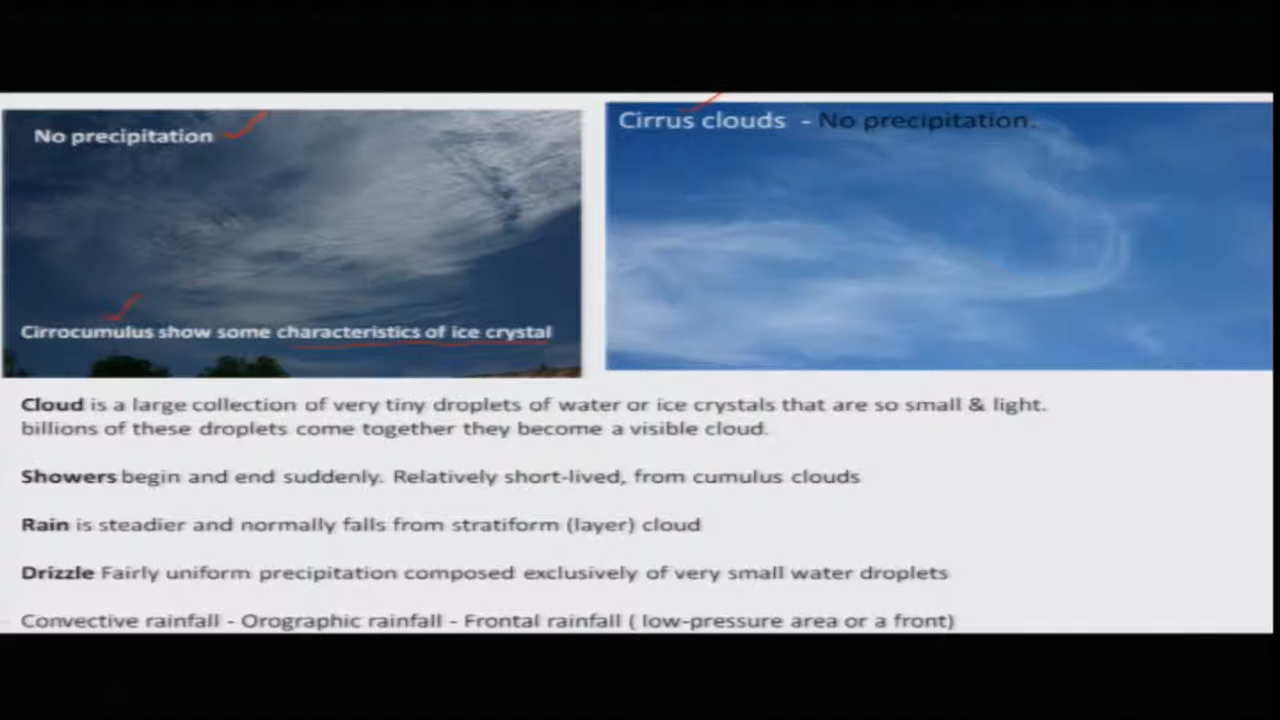 No precipitation
Cirrocumulus show some characteristics of ice crystal
Cirrus clouds - No precipitation.
Cloud is a large collection of very tiny droplets of water or ice crystals that are so small & light.
billions of these droplets come together they become a visible cloud.
Showers begin and end suddenly. Relatively short-lived, from cumulus clouds
Rain is steadier and normally falls from stratiform (layer) cloud
Drizzle Fairly uniform precipitation composed exclusively of very small water droplets
Convective rainfall - Orographic rainfall - Frontal rainfall ( low-pressure area or a front)